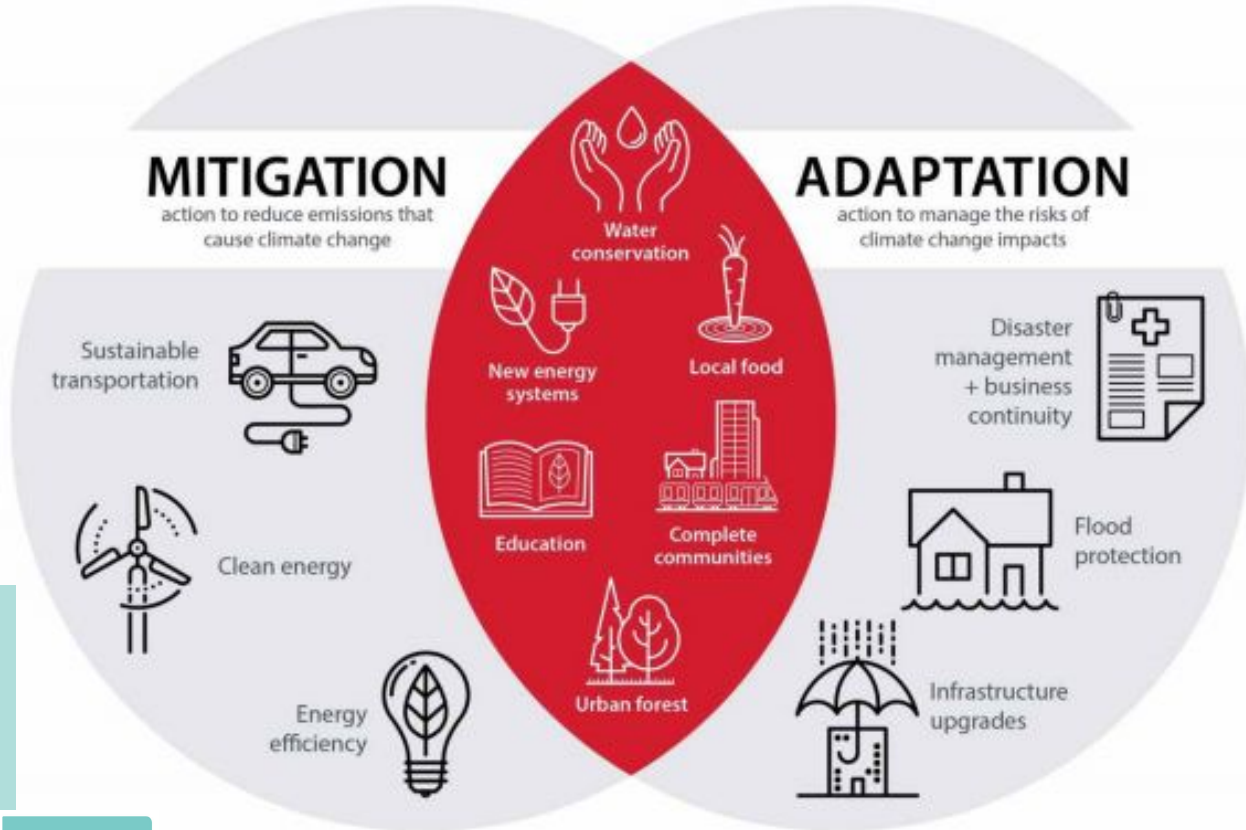 MITIGATION
action to reduce emissions that
cause climate change
Sustainable
transportation
Clean energy
Energy
efficiency
Water
conservation
New energy
systems
Local food
Education
Complete
communities
Urban forest
ADAPTATION
action to manage the risks of
climate change impacts
Disaster
management
+ business
continuity
Flood
protection
Infrastructure
upgrades